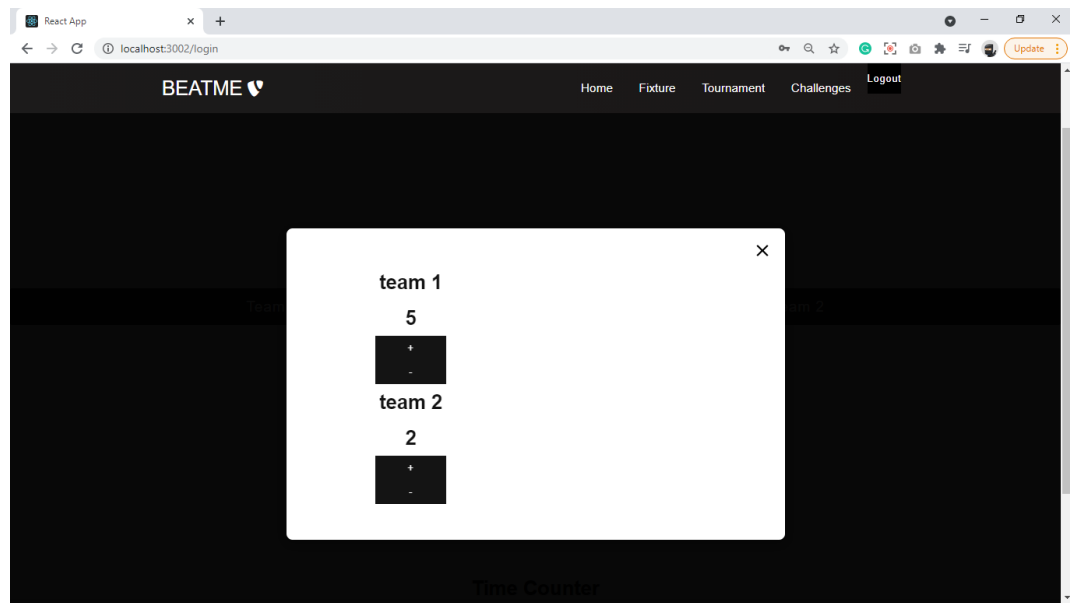 React App
localhost:3002/login
Update
BEATME
Home Fixture Tournament Challenges Logout
team 1
5
+
-
team 2
2
+
-
Time Counter